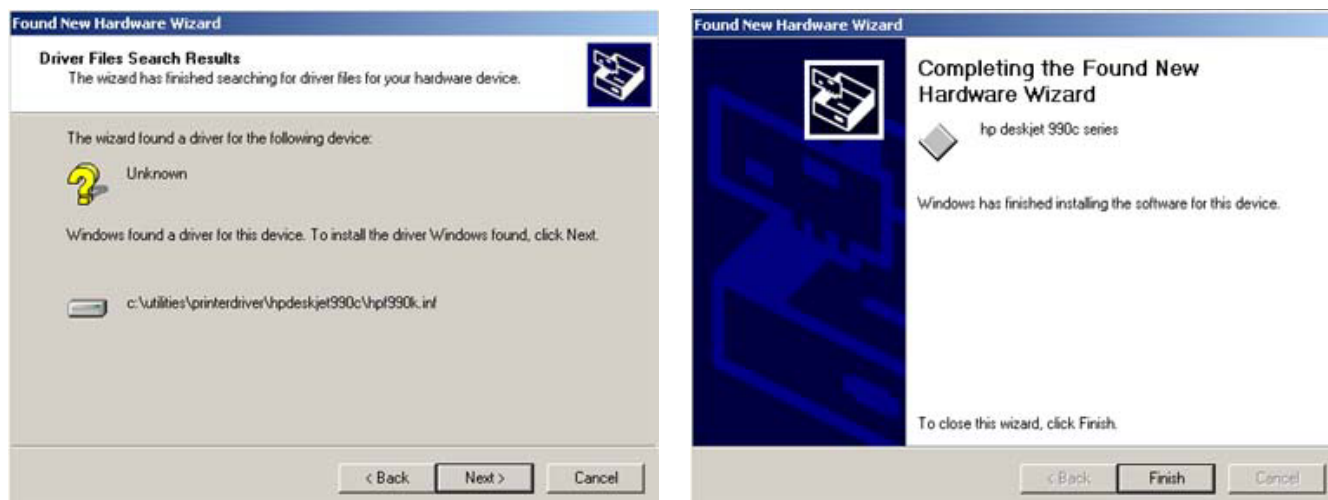 Found New Hardware Wizard
Driver Files Search Results
The wizard has finished searching for driver files for your hardware device.
The wizard found a driver for the following device:
Unknown
Windows found a driver for this device. To install the driver Windows found, click Next.
c:\utilities\printerdriver\hpdeskjet990c\hpf990k.inf
< Back
Next >
Cancel
Found New Hardware Wizard
Completing the Found New
Hardware Wizard
hp deskjet 990c series
Windows has finished installing the software for this device.
To close this wizard, click Finish.
< Back
Finish
Cancel